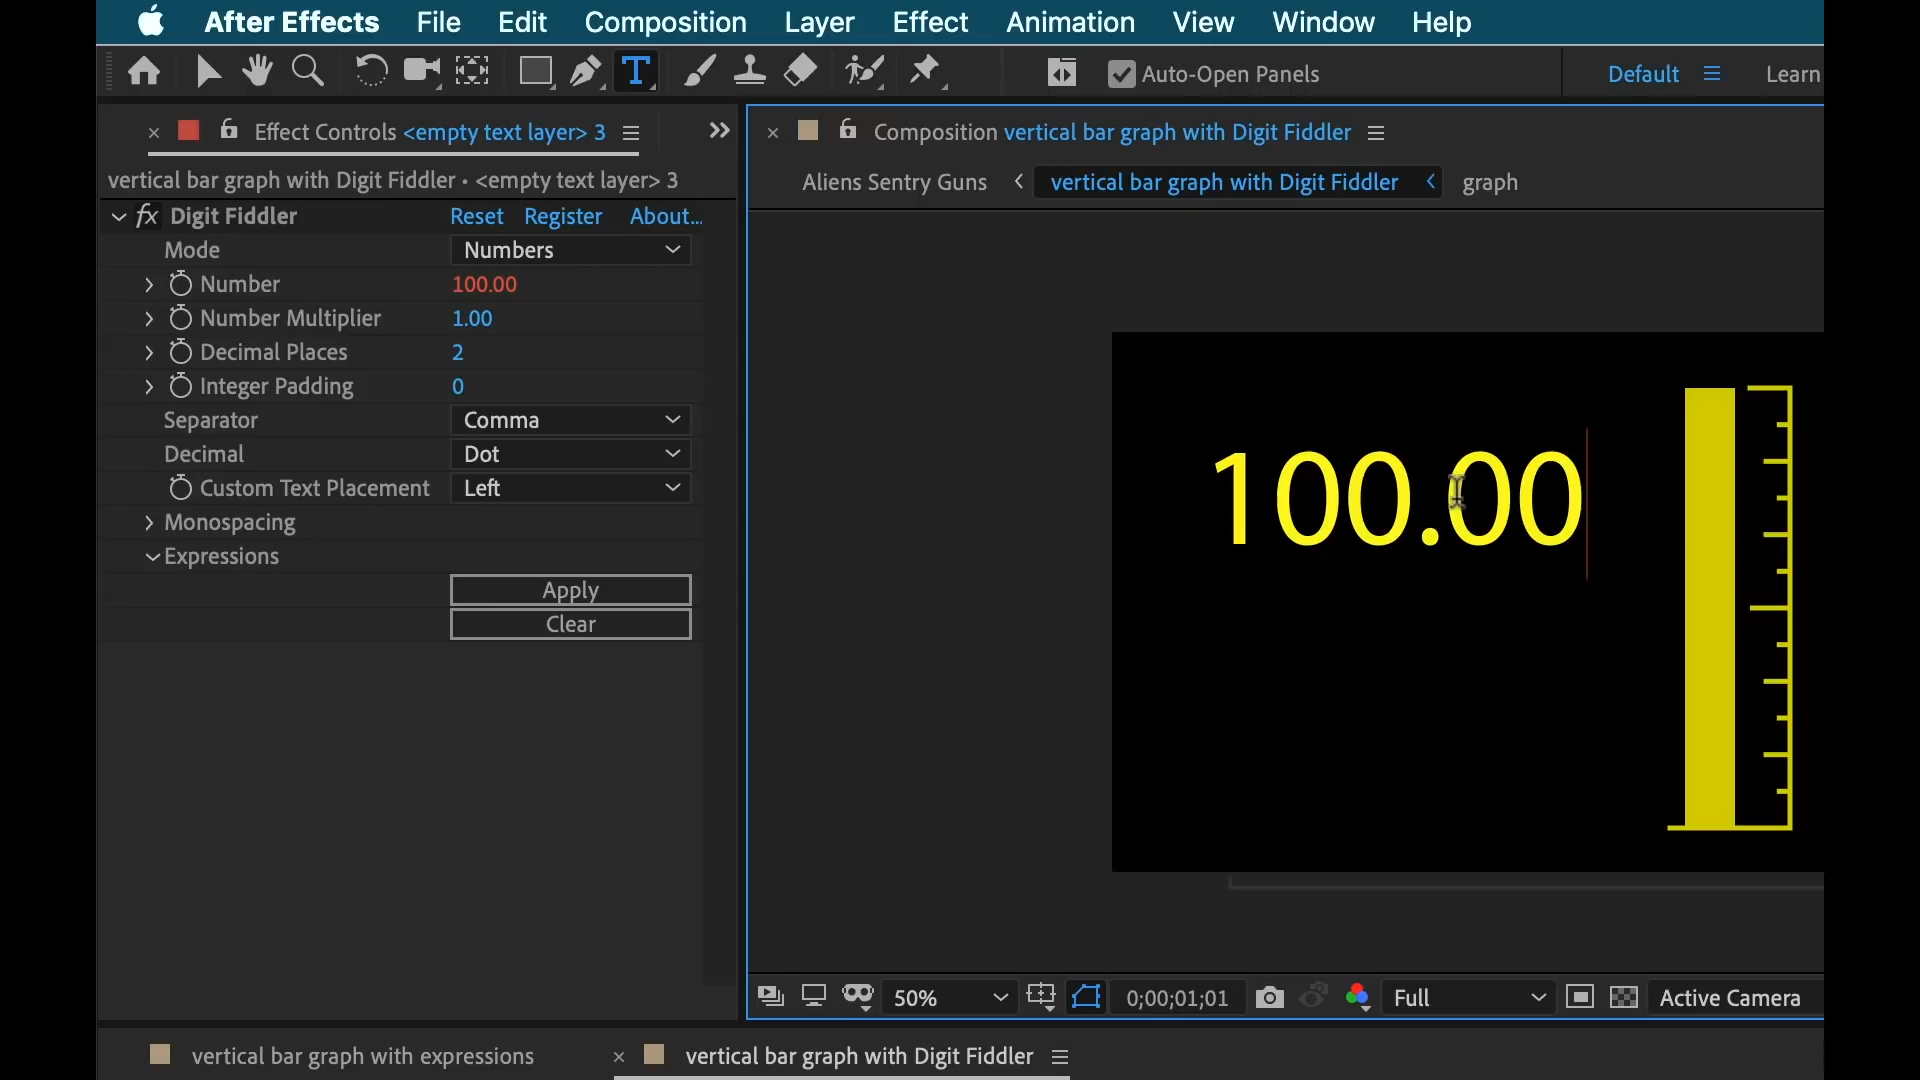 After Effects File Edit Composition Layer Effect Animation View Window Help
T Auto-Open Panels Default Learn
Effect Controls <empty text layer> 3
Composition vertical bar graph with Digit Fiddler
vertical bar graph with Digit Fiddler • <empty text layer> 3
Aliens Sentry Guns vertical bar graph with Digit Fiddler graph
fx Digit Fiddler Reset Register About...
Mode Numbers
Number 100.00
Number Multiplier 1.00
Decimal Places 2
Integer Padding 0
Separator Comma
Decimal Dot
Custom Text Placement Left
Monospacing
Expressions
Apply
Clear
100.00
50% 0;00;01;01 Full Active Camera
vertical bar graph with expressions
vertical bar graph with Digit Fiddler